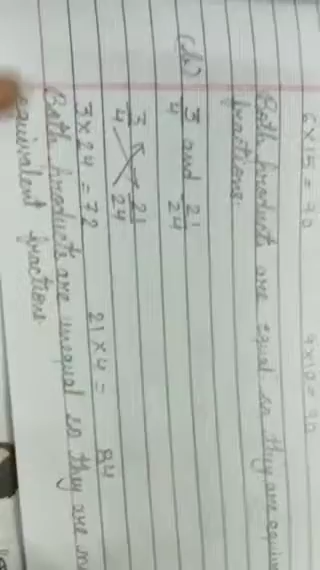 6 x 15 = 90 9 x 10 = 90
Both products are equal so they are
fractions.
(h) 3/4 and 21/24
3/4 21/24
3 x 24 = 72 21 x 4 = 84
Both products are unequal so they are
equivalent fractions.